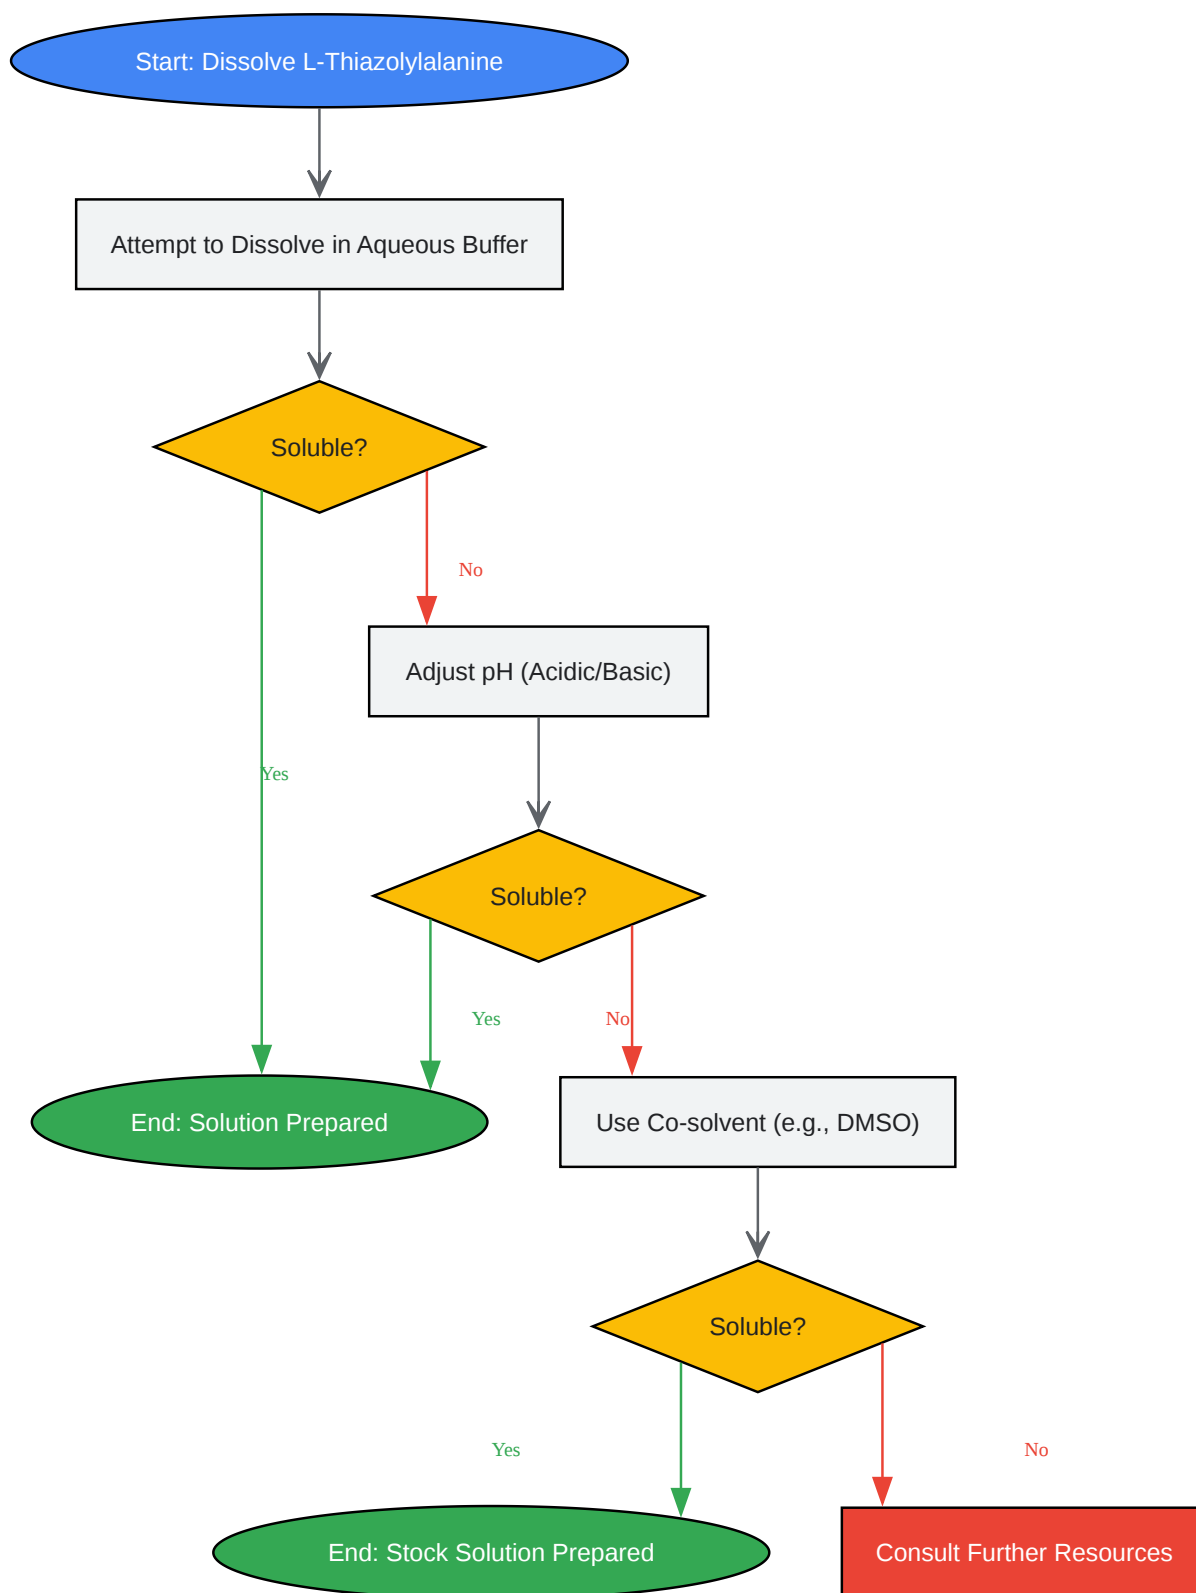 Start: Dissolve L-Thiazolylalanine
Attempt to Dissolve in Aqueous Buffer
Soluble?
No
Adjust pH (Acidic/Basic)
Yes
Soluble?
Yes
No
End: Solution Prepared
Use Co-solvent (e.g., DMSO)
Soluble?
Yes
No
End: Stock Solution Prepared
Consult Further Resources